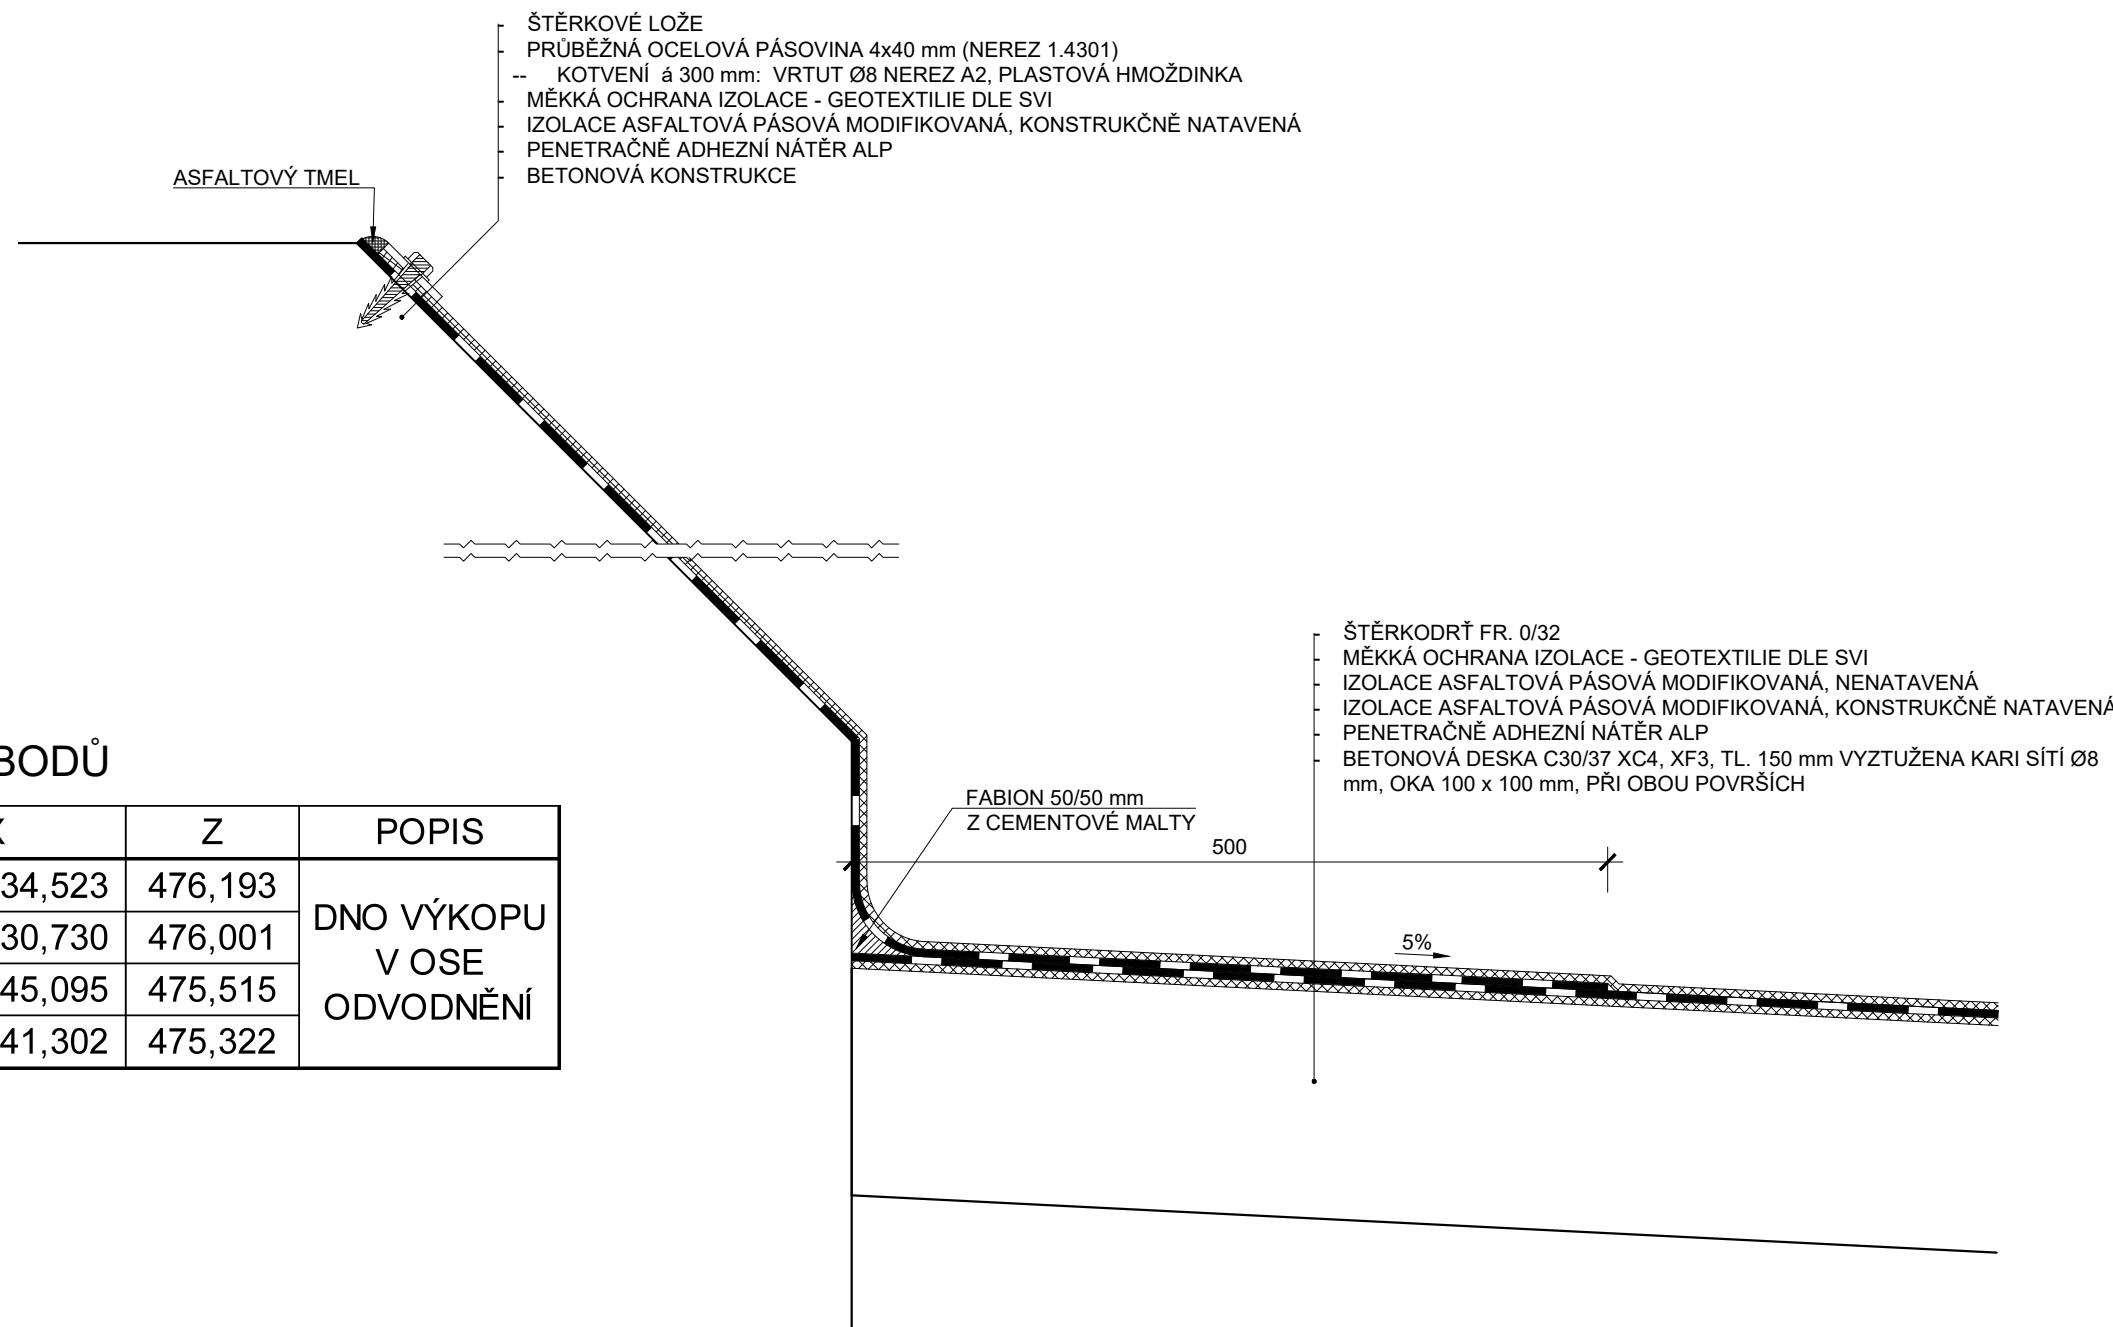 - ŠTĚRKOVÉ LOŽE
- PRŮBĚŽNÁ OCELOVÁ PÁSOVINA 4x40 mm (NEREZ 1.4301)
-- KOTVENÍ á 300 mm: VRTUT Ø8 NEREZ A2, PLASTOVÁ HMOŽDINKA
- MĚKKÁ OCHRANA IZOLACE - GEOTEXTILIE DLE SVI
- IZOLACE ASFALTOVÁ PÁSOVÁ MODIFIKOVANÁ, KONSTRUKČNĚ NATAVENÁ
- PENETRAČNĚ ADHEZNÍ NÁTĚR ALP
- BETONOVÁ KONSTRUKCE
ASFALTOVÝ TMEL
- ŠTĚRKODRŤ FR. 0/32
- MĚKKÁ OCHRANA IZOLACE - GEOTEXTILIE DLE SVI
- IZOLACE ASFALTOVÁ PÁSOVÁ MODIFIKOVANÁ, NENATAVENÁ
- IZOLACE ASFALTOVÁ PÁSOVÁ MODIFIKOVANÁ, KONSTRUKČNĚ NATAVENÁ
- PENETRAČNĚ ADHEZNÍ NÁTĚR ALP
- BETONOVÁ DESKA C30/37 XC4, XF3, TL. 150 mm VYZTUŽENA KARI SÍTÍ Ø8
mm, OKA 100 x 100 mm, PŘI OBOU POVRŠÍCH
FABION 50/50 mm
Z CEMENTOVÉ MALTY
500
5%
BODŮ
X Z POPIS
34,523 476,193
30,730 476,001
45,095 475,515
41,302 475,322
DNO VÝKOPU
V OSE
ODVODNĚNÍ